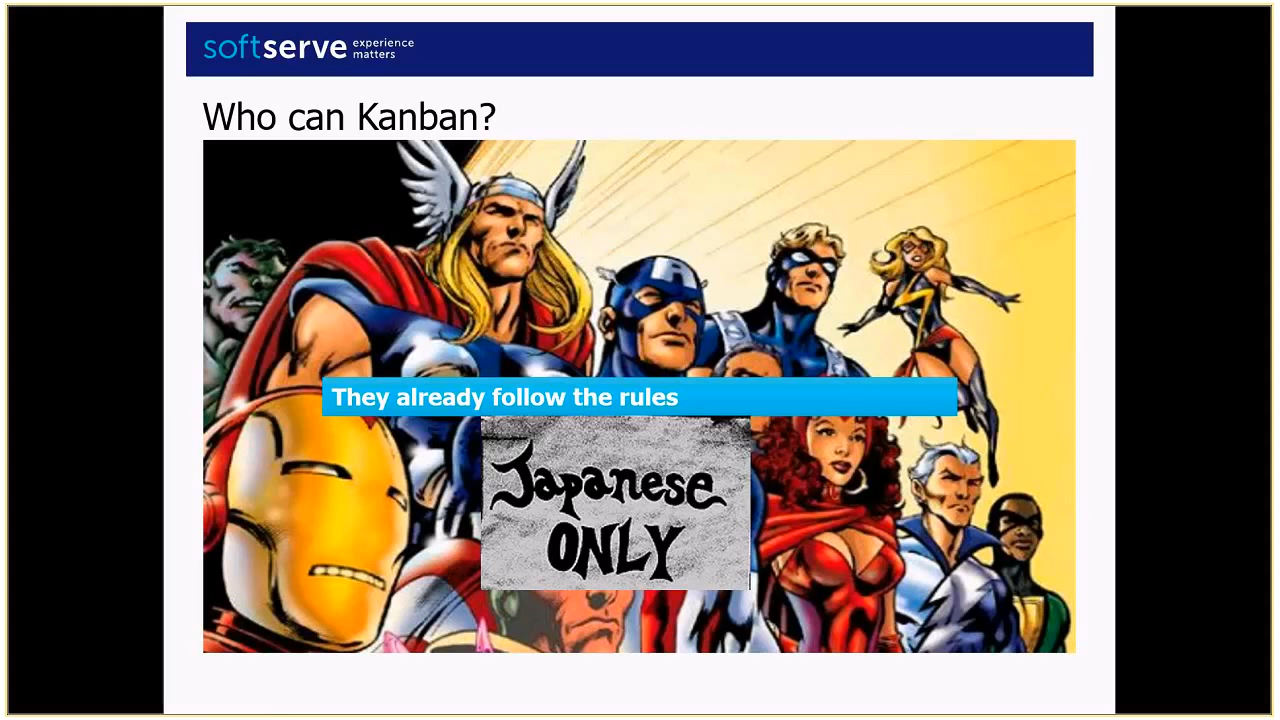 softserve experience matters
Who can Kanban?
They already follow the rules
Japanese
ONLY